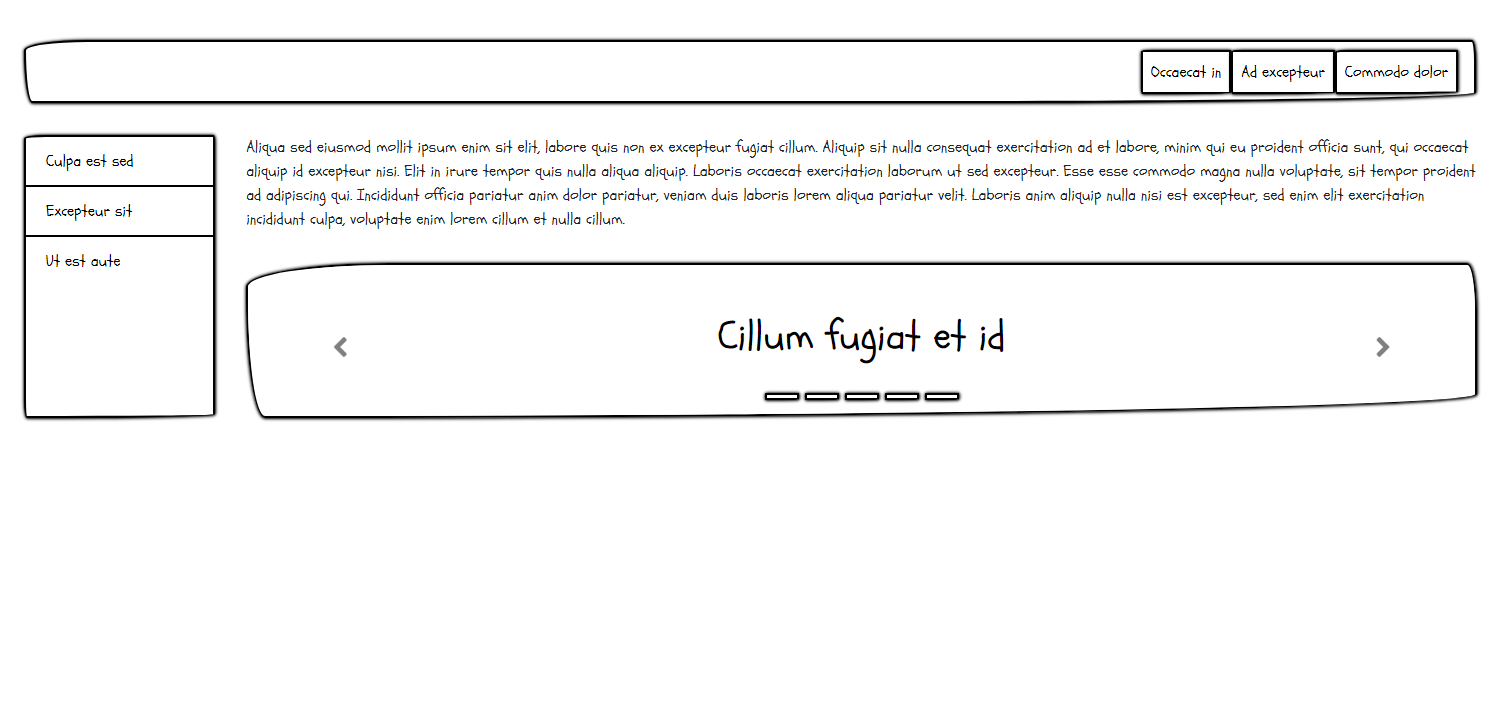 Occaecat in
Ad excepteur
Commodo dolor
Culpa est sed
Excepteur sit
Ut est aute
Aliqua sed eiusmod mollit ipsum enim sit elit, labore quis non ex excepteur fugiat cillum. Aliquip sit nulla consequat exercitation ad et labore, minim qui eu proident officia sunt, qui occaecat
aliquip id excepteur nisi. Elit in irure tempor quis nulla aliqua aliquip. Laboris occaecat exercitation laborum ut sed excepteur. Esse esse commodo magna nulla voluptate, sit tempor proident
ad adipiscing qui. Incididunt officia pariatur anim dolor pariatur, veniam duis laboris lorem aliqua pariatur velit. Laboris anim aliquip nulla nisi est excepteur, sed enim elit exercitation
incididunt culpa, voluptate enim lorem cillum et nulla cillum.
Cillum fugiat et id